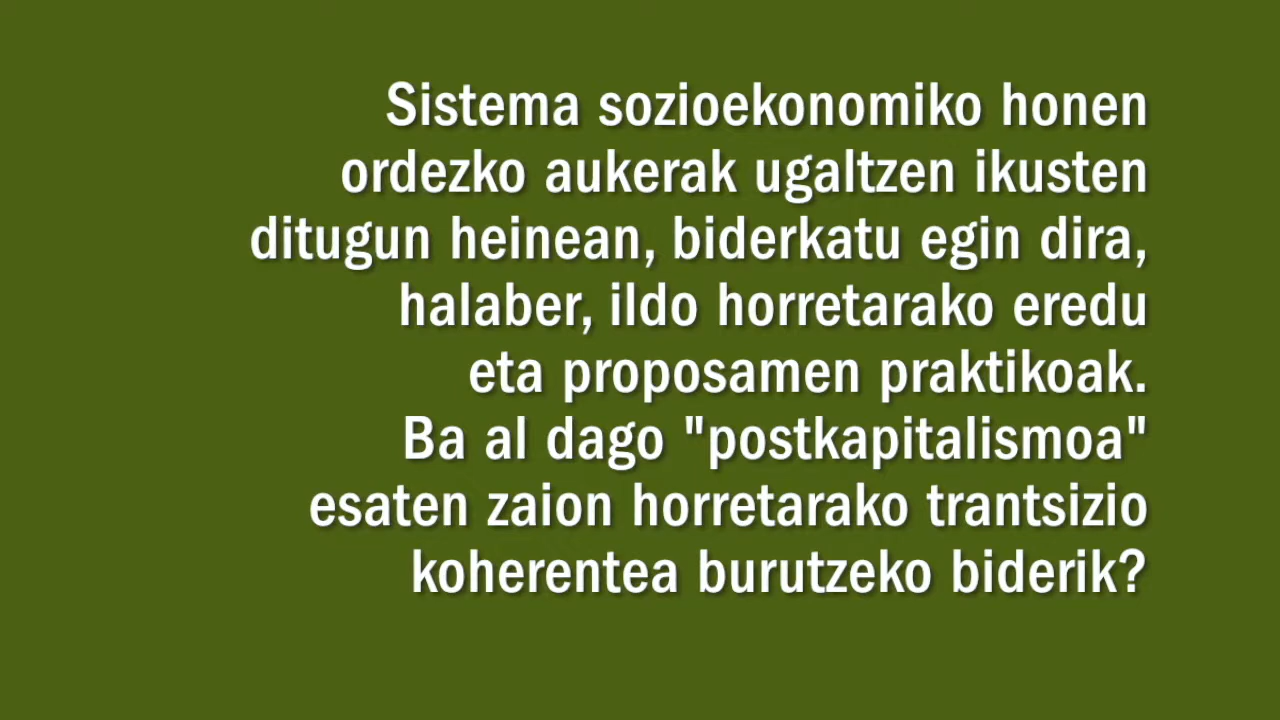 Sistema sozioekonomiko honen
ordezko aukerak ugaltzen ikusten
ditugun heinean, biderkatu egin dira,
halaber, ildo horretarako eredu
eta proposamen praktikoak.
Ba al dago "postkapitalismoa"
esaten zaion horretarako trantsizio
koherentea burutzeko biderik?